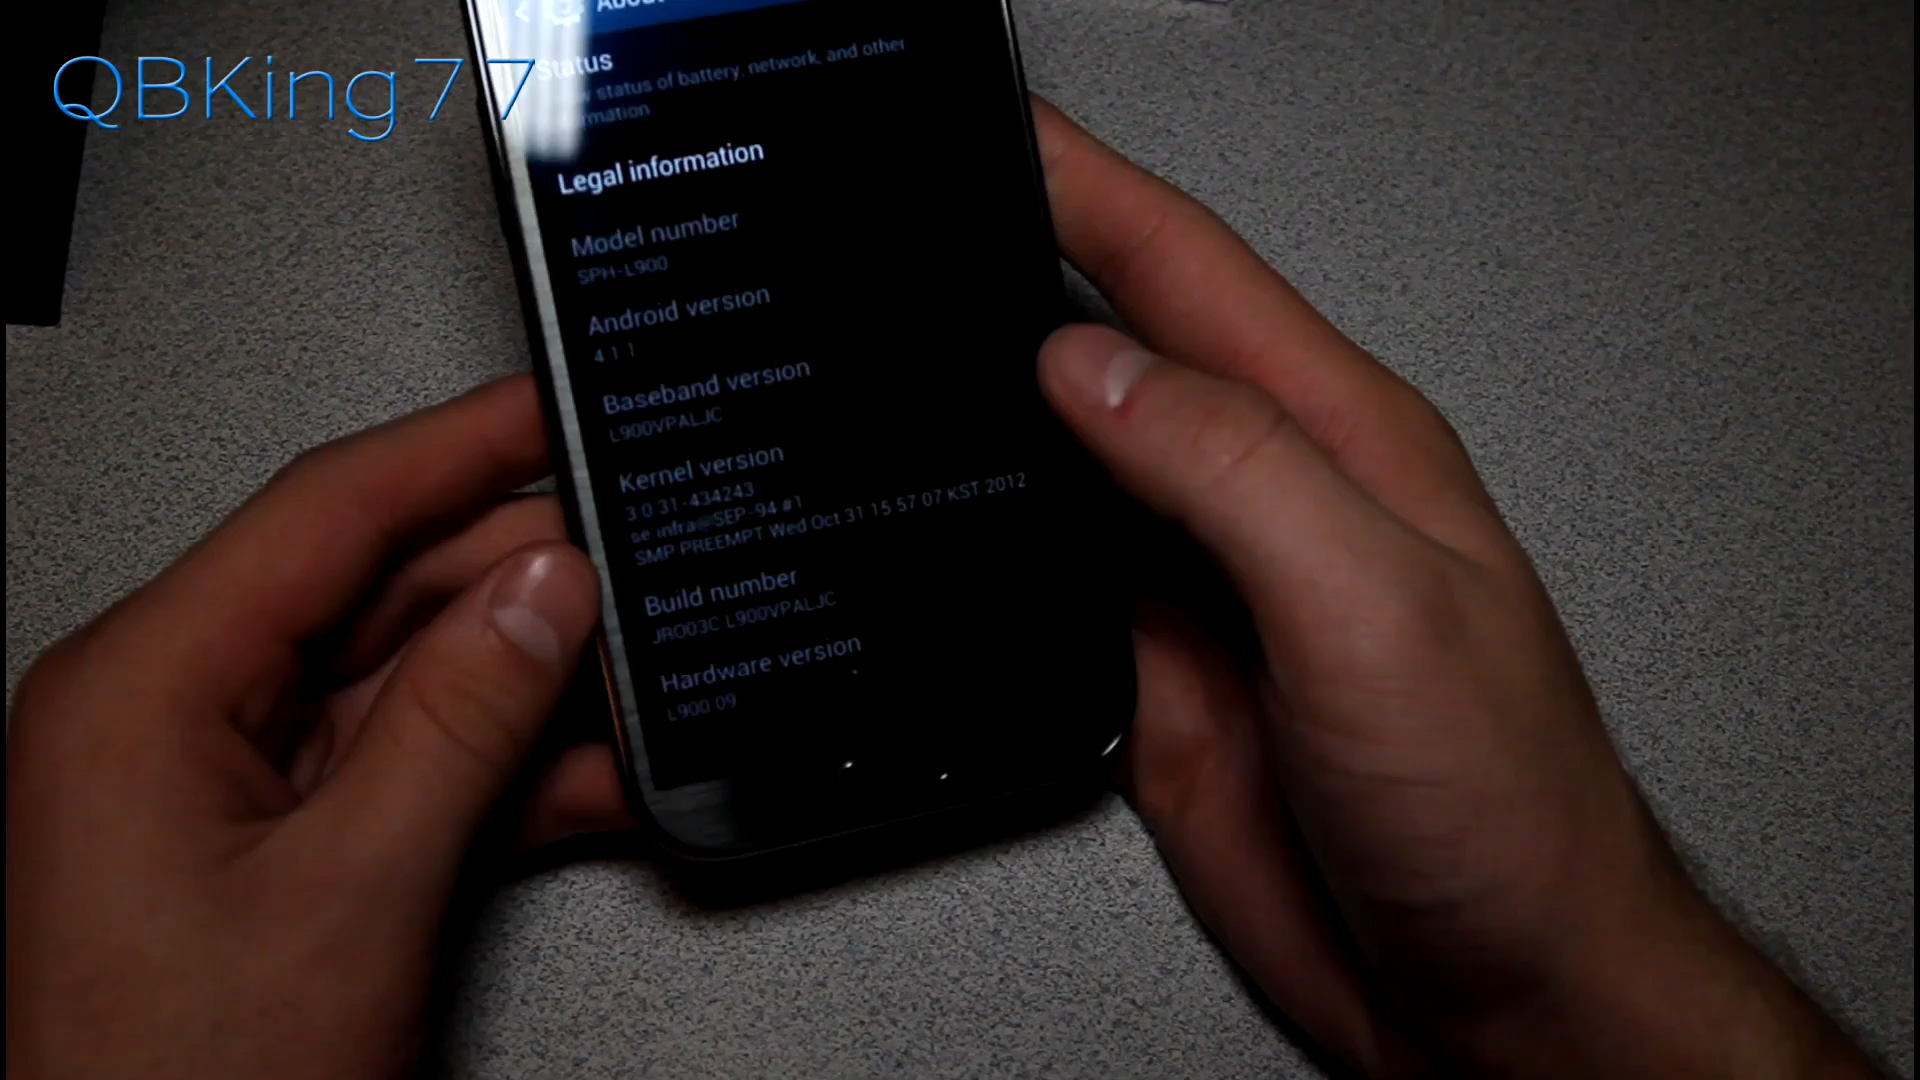 QBKing77
About
Status
status of battery, network, and other
Legal information
Model number
SPH-L900
Android version
4.1.1
Baseband version
L900VPALJC
Kernel version
3.0.31-434243
se.infra@SEP-94 #1
SMP PREEMPT Wed Oct 31 15:57:07 KST 2012
Build number
JRO03C.L900VPALJC
Hardware version
L900.09